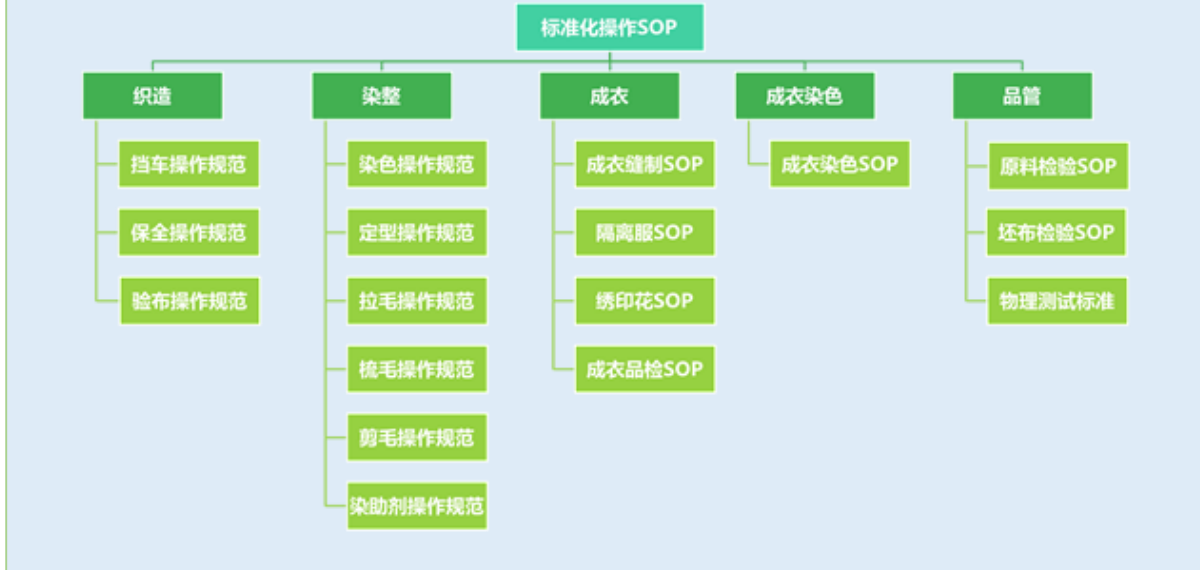 标准化操作SOP
织造
染整
成衣
成衣染色
品管
挡车操作规范
保全操作规范
验布操作规范
染色操作规范
定型操作规范
拉毛操作规范
梳毛操作规范
剪毛操作规范
染助剂操作规范
成衣缝制SOP
隔离服SOP
绣印花SOP
成衣品检SOP
成衣染色SOP
原料检验SOP
坯布检验SOP
物理测试标准